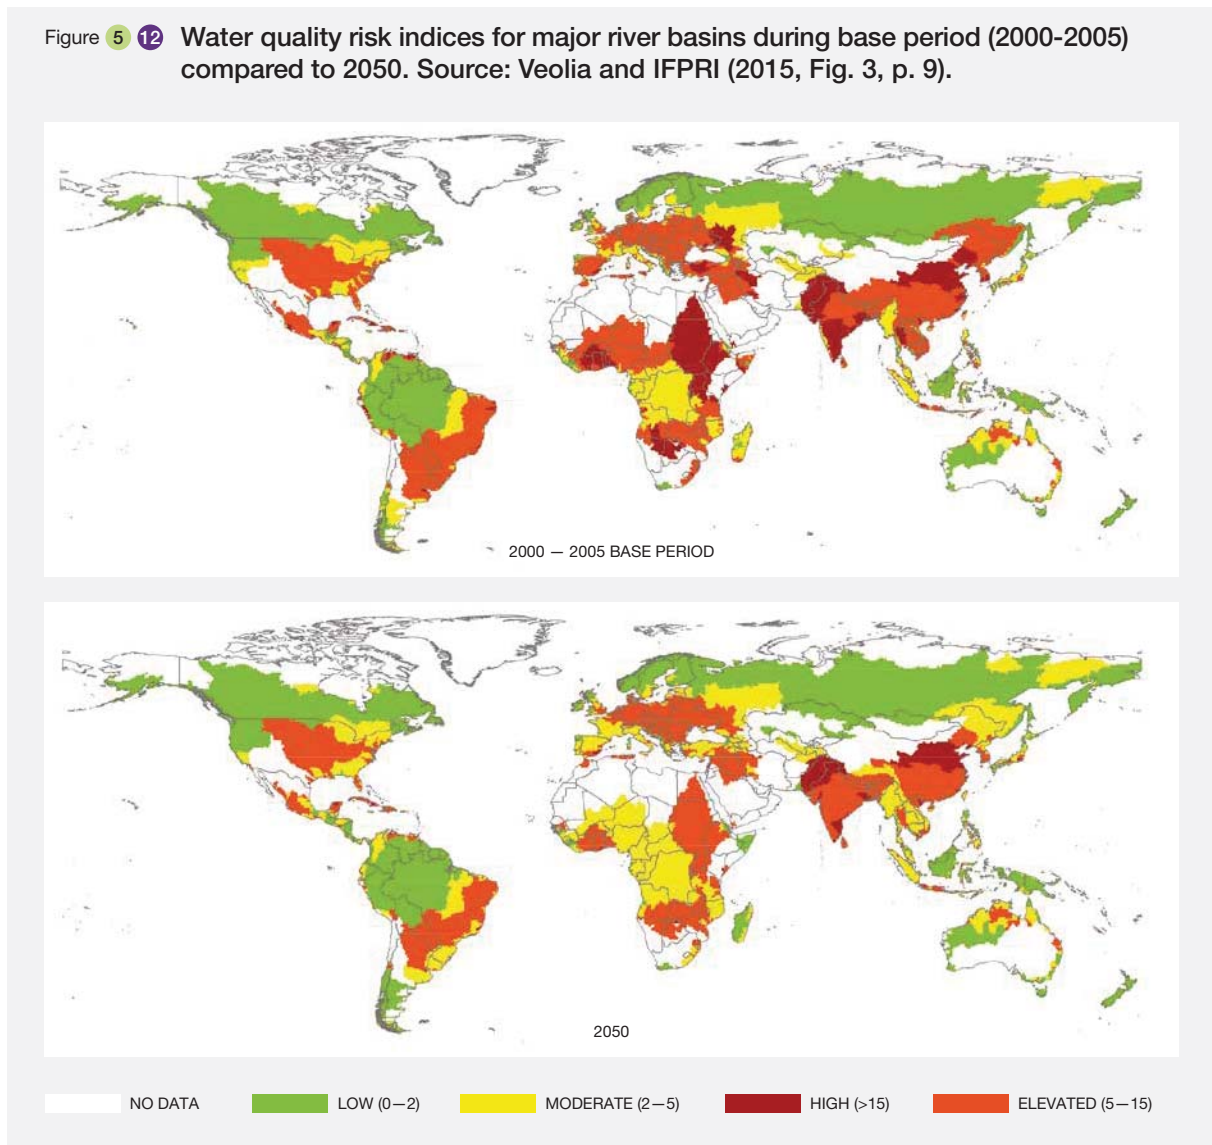 Figure 5 12 Water quality risk indices for major river basins during base period (2000-2005)
compared to 2050. Source: Veolia and IFPRI (2015, Fig. 3, p. 9).
2000 — 2005 BASE PERIOD
2050
NO DATA LOW (0—2) MODERATE (2—5) HIGH (>15) ELEVATED (5—15)